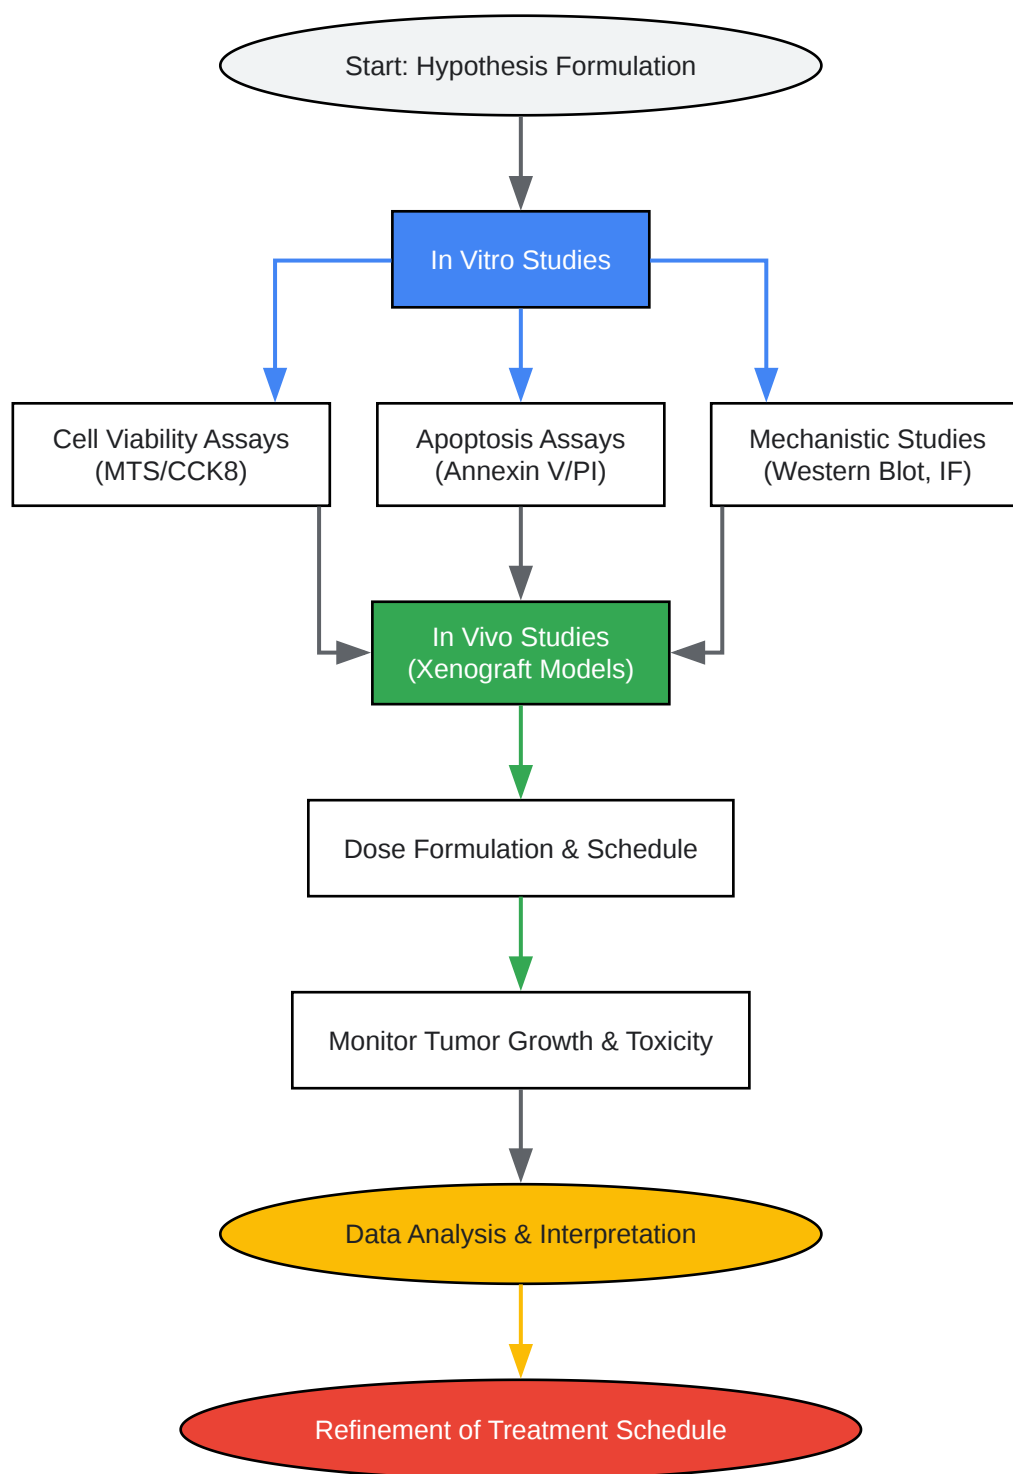 Start: Hypothesis Formulation
In Vitro Studies
Cell Viability Assays
(MTS/CCK8)
Apoptosis Assays
(Annexin V/PI)
Mechanistic Studies
(Western Blot, IF)
In Vivo Studies
(Xenograft Models)
Dose Formulation & Schedule
Monitor Tumor Growth & Toxicity
Data Analysis & Interpretation
Refinement of Treatment Schedule